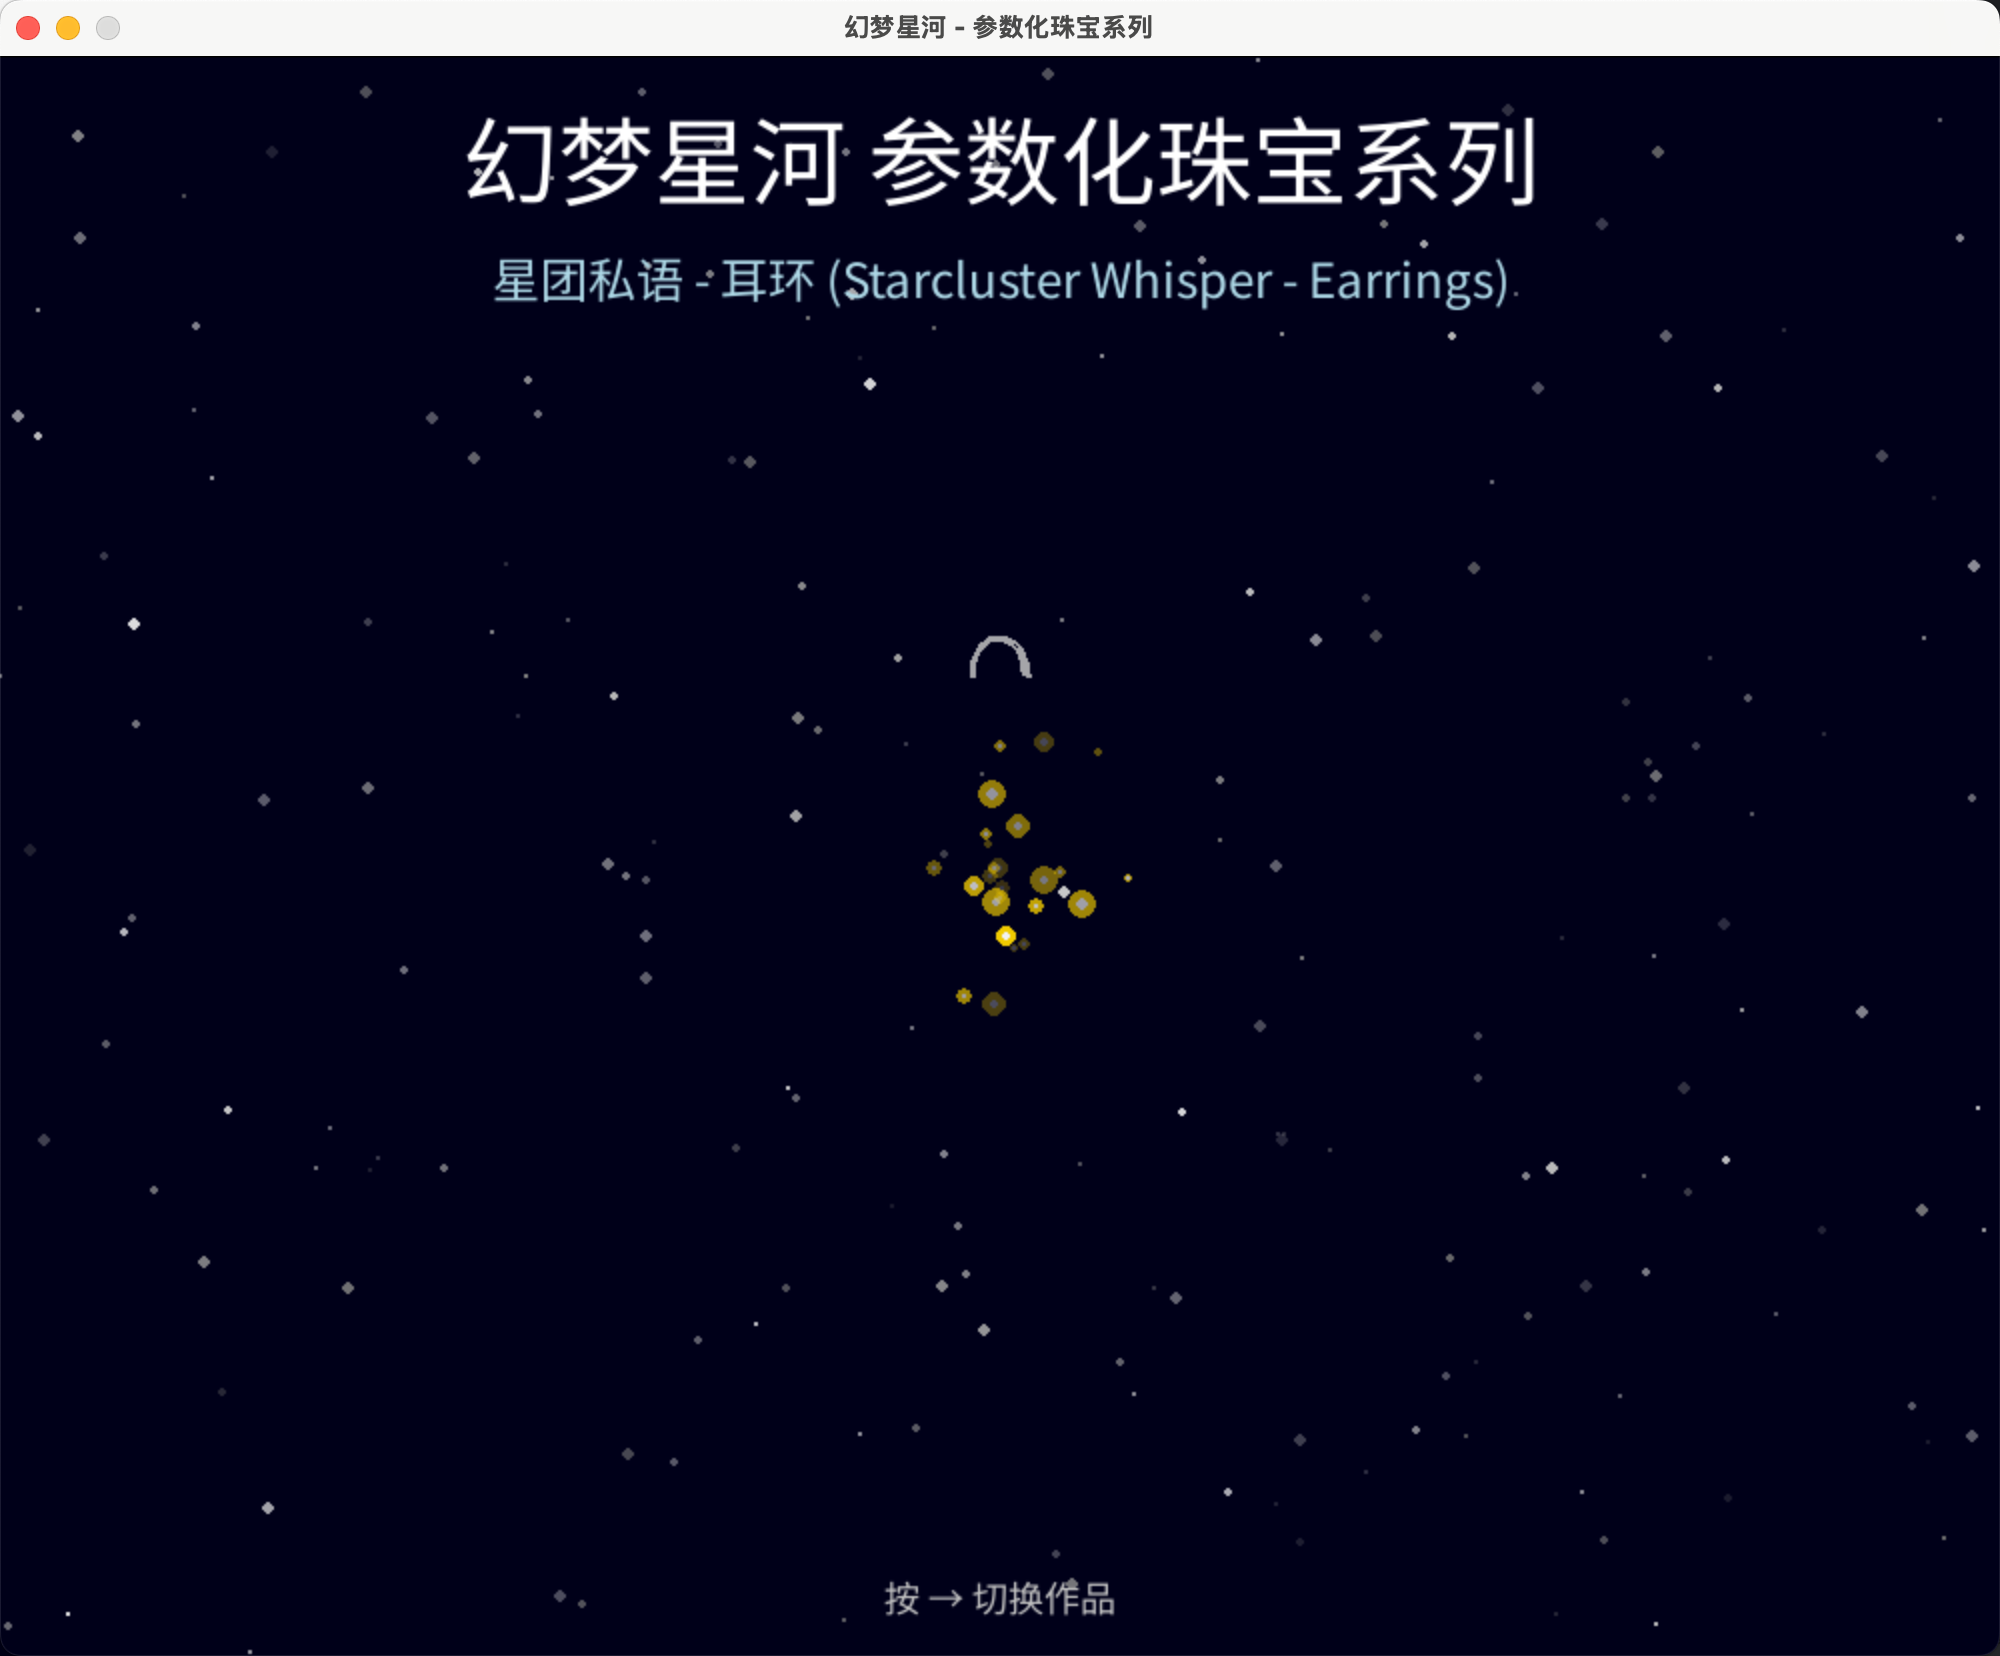 幻梦星河 - 参数化珠宝系列
幻梦星河 参数化珠宝系列
星团私语 - 耳环 (Starcluster Whisper - Earrings)
按 → 切换作品